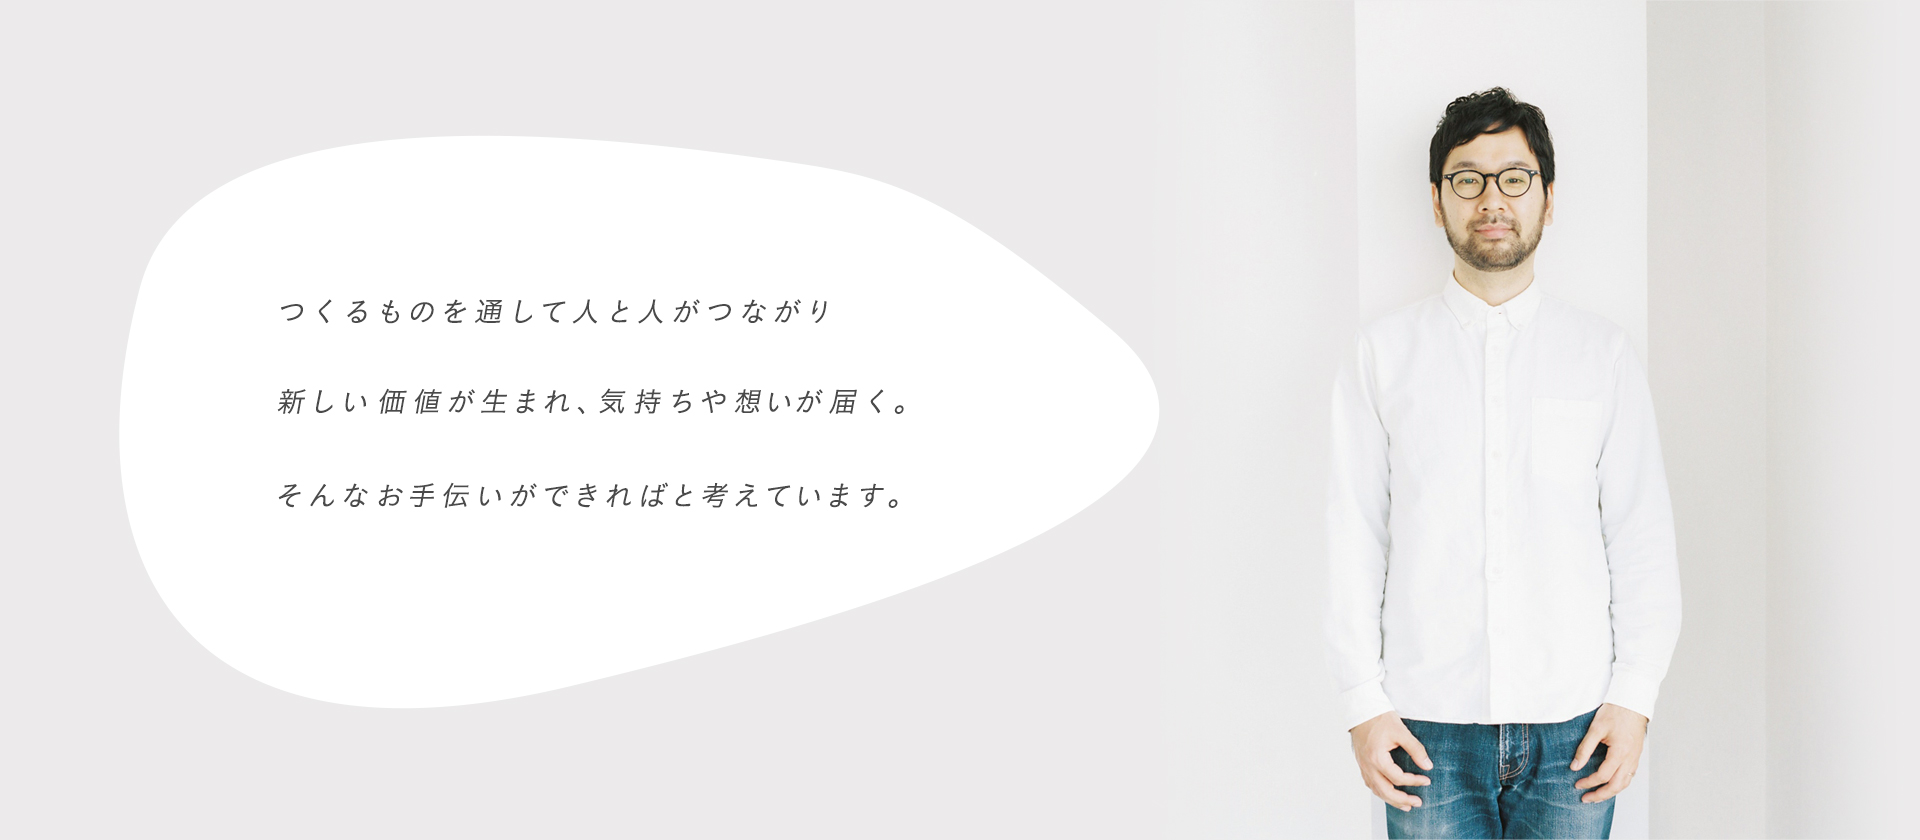 つくるものを通して人と人がつながり
新しい価値が生まれ、気持ちや想いが届く。
そんなお手伝いができればと考えています。